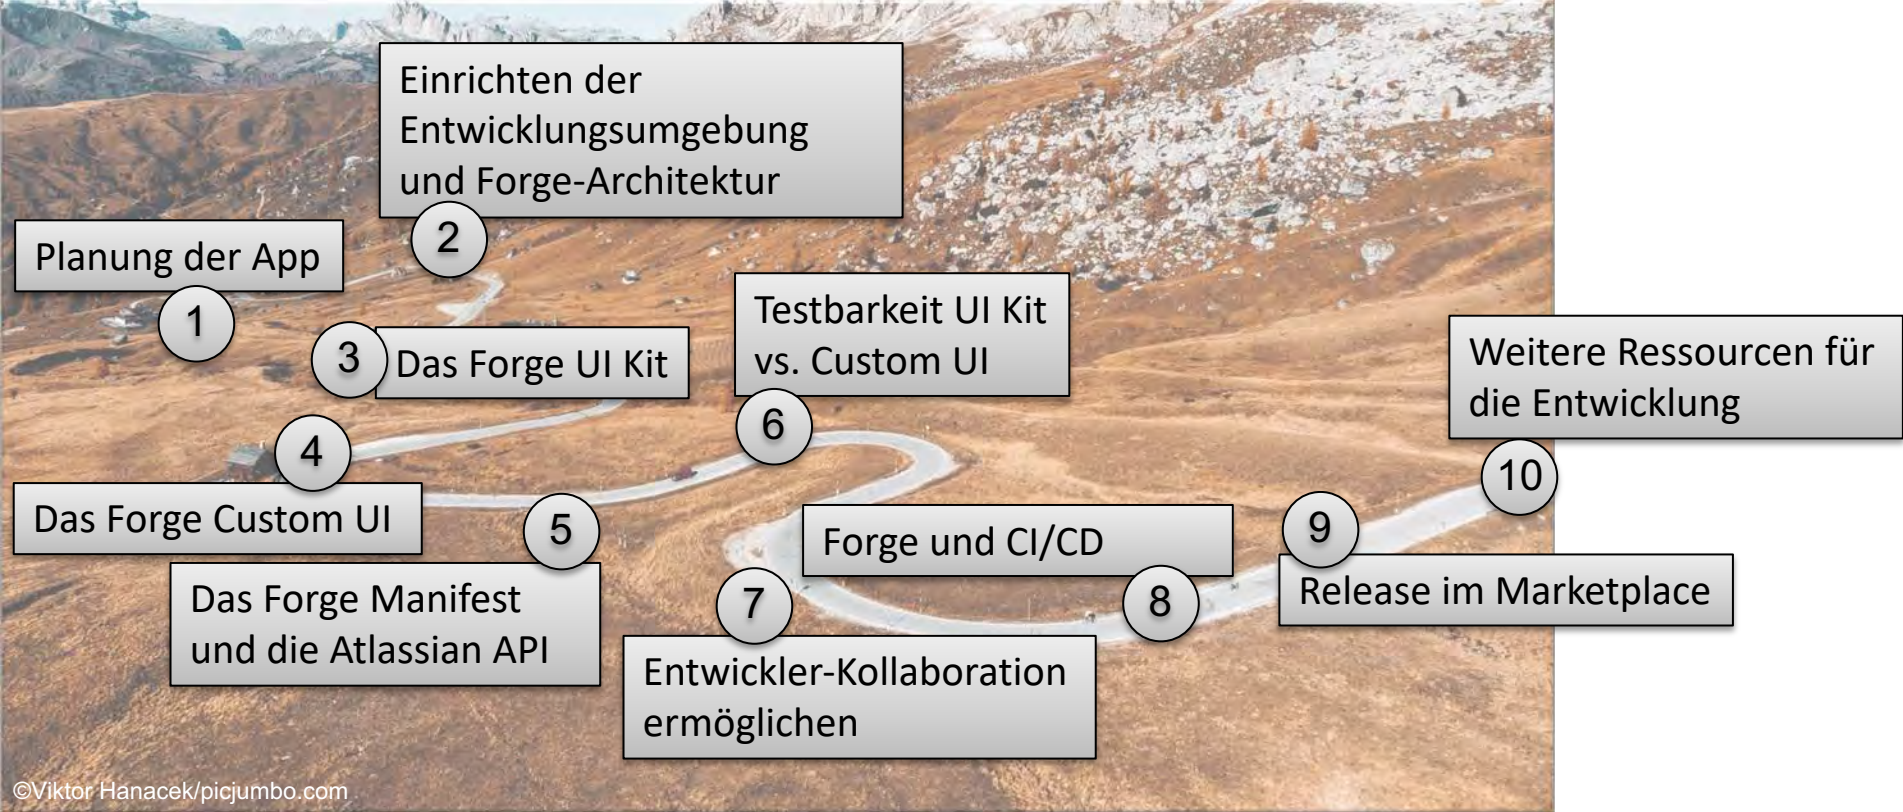 Planung der App
1
Einrichten der
Entwicklungsumgebung
und Forge-Architektur
2
3
Das Forge UI Kit
4
Das Forge Custom UI
5
Das Forge Manifest
und die Atlassian API
Testbarkeit UI Kit
vs. Custom UI
6
7
Entwickler-Kollaboration
ermöglichen
Forge und CI/CD
8
9
Release im Marketplace
Weitere Ressourcen für
die Entwicklung
10
©Viktor Hanacek/picjumbo.com